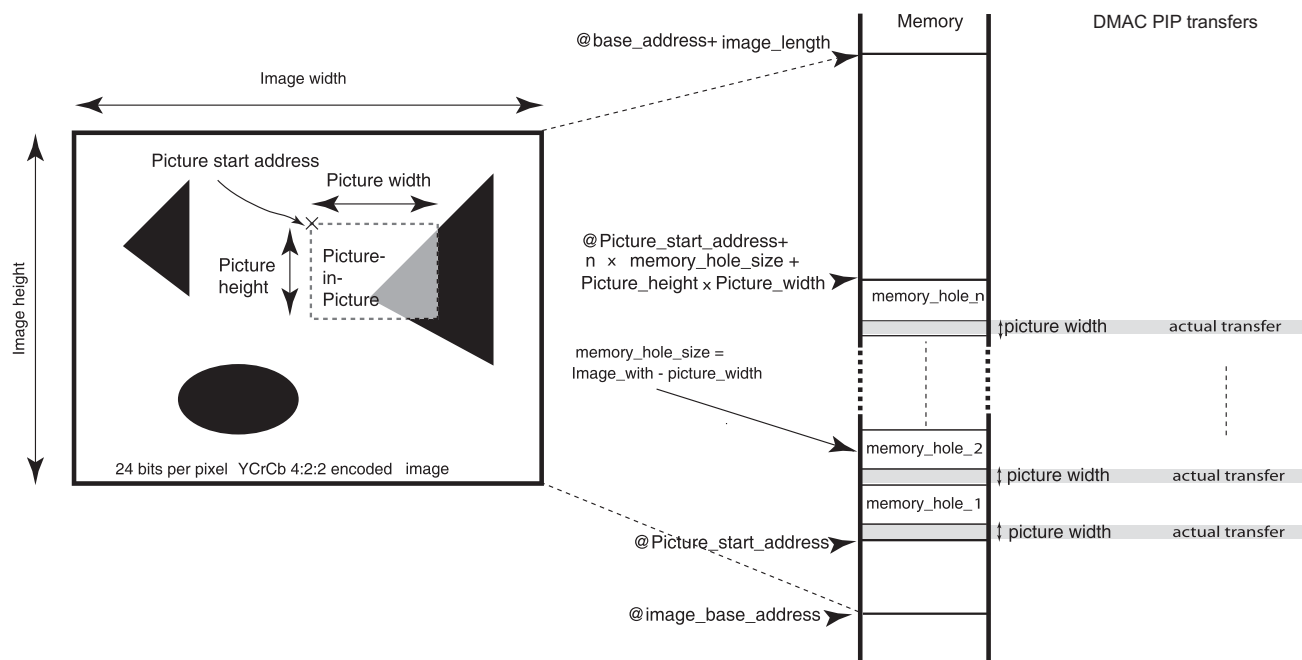 Memory
DMAC PIP transfers
@base_address+ image_length
Image width
Picture start address
Picture width
Picture
height
Picture-
in-
Picture
Image height
24 bits per pixel YCrCb 4:2:2 encoded image
@Picture_start_address+
n x memory_hole_size +
Picture_height x Picture_width
memory_hole_n
picture width
actual transfer
memory_hole_size =
Image_with - picture_width
memory_hole_2
picture width
actual transfer
memory_hole_1
picture width
actual transfer
@Picture_start_address
@image_base_address